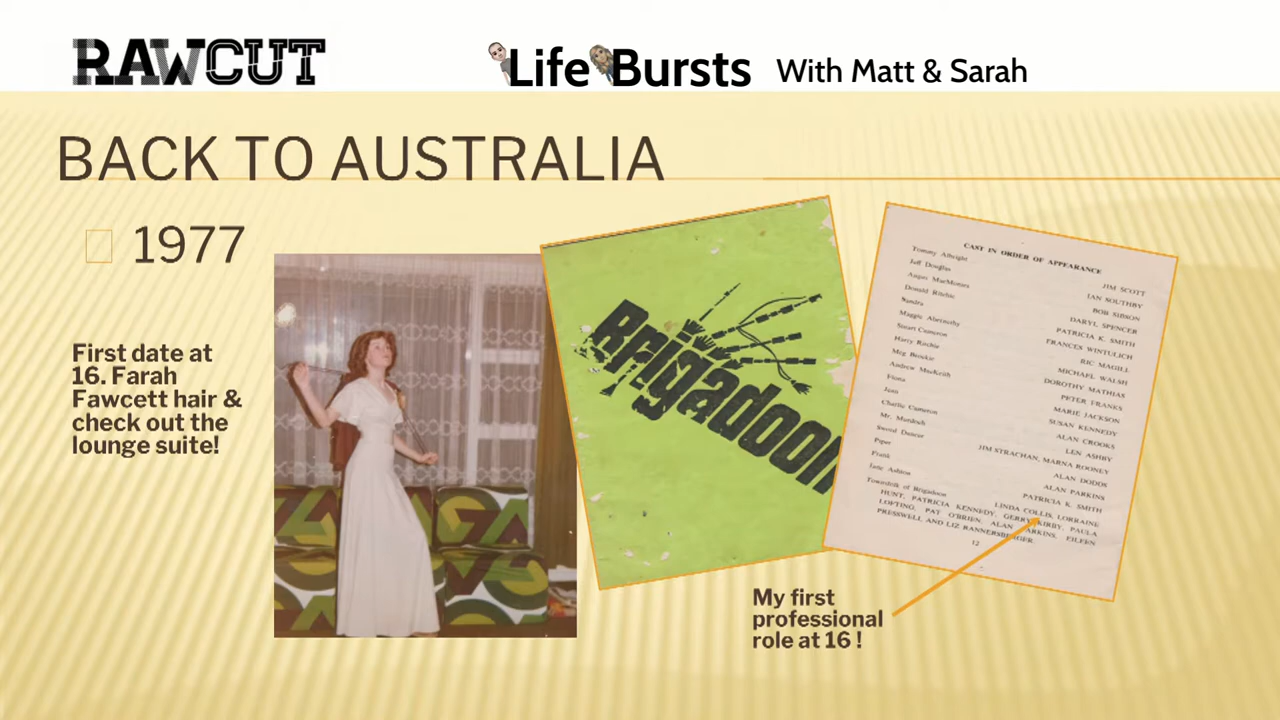 RAWCUT
Life Bursts With Matt & Sarah
BACK TO AUSTRALIA
1977
First date at
16. Farah
Fawcett hair &
check out the
lounge suite!
Brigadoon
CAST IN ORDER OF APPEARANCE
Tommy Albright JIM SCOTT
Jeff Douglas IAN SOUTHBY
Angus MacMonies BOB SIBSON
Donald Ritchie DARYL SPENCER
Sandra PATRICIA K. SMITH
Maggie Abernethy FRANCES WINTULICH
Stuart Cameron RIC MAGILL
Harry Ritchie MICHAEL WALSH
Meg Brockie DOROTHY MATHIAS
Andrew MacKeith PETER FRANKS
Fiona MARIE JACKSON
Jean SUSAN KENNEDY
Charlie Cameron ALAN CROOKS
Mr. Murdoch LEN ASHBY
Sword Dancer JIM STRACHAN, MARNA ROONEY
Piper ALAN DODDS
Frank ALAN PARKINS
Jane Ashton PATRICIA K. SMITH
Townsfolk of Brigadoon LINDA COLLIS, LORRAINE
HUNT, PATRICIA KENNEDY, GERRY KIRBY, PAULA
LOFTING, PAT O'BRIEN, ALAN PARKINS, EILEEN
PRESSWELL AND LIZ RANNERSBERGER
12
My first
professional
role at 16 !